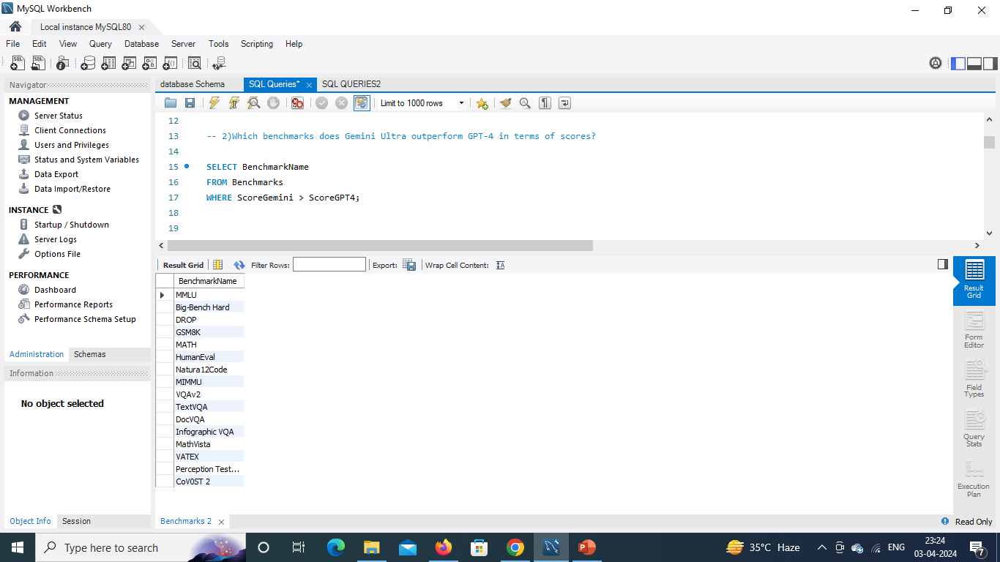 MySQL Workbench
Local instance MySQL80
File Edit View Query Database Server Tools Scripting Help
Navigator
MANAGEMENT
Server Status
Client Connections
Users and Privileges
Status and System Variables
Data Export
Data Import/Restore
INSTANCE
Startup / Shutdown
Server Logs
Options File
PERFORMANCE
Dashboard
Performance Reports
Performance Schema Setup
Administration Schemas
Information
No object selected
Object Info Session
database Schema SQL Queries* SQL QUERIES2
Limit to 1000 rows
12
13 -- 2)Which benchmarks does Gemini Ultra outperform GPT-4 in terms of scores?
14
15 SELECT BenchmarkName
16 FROM Benchmarks
17 WHERE ScoreGemini > ScoreGPT4;
18
19
Result Grid Filter Rows: Export: Wrap Cell Content:
BenchmarkName
MMLU
Big-Bench Hard
DROP
GSM8K
MATH
HumanEval
Natura12Code
MIMMU
VQAv2
TextVQA
DocVQA
Infographic VQA
MathVista
VATEX
Perception Test...
CoV0ST 2
Result
Grid
Form
Editor
Field
Types
Query
Stats
Execution
Plan
Benchmarks 2
Read Only
Type here to search
35°C Haze
ENG
23:24
03-04-2024
7